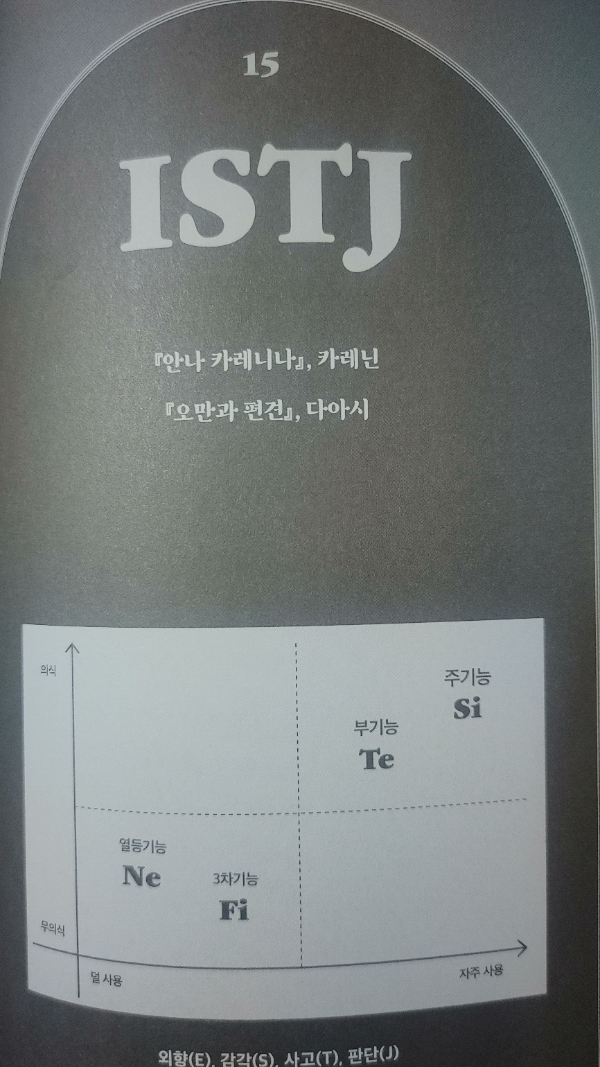 15
ISTJ
『안나 카레니나』, 카레닌
『오만과 편견』, 다아시
의식
주기능
Si
부기능
Te
열등기능
Ne
3차기능
Fi
무의식
덜 사용
자주 사용
외향(E), 감각(S), 사고(T), 판단(J)